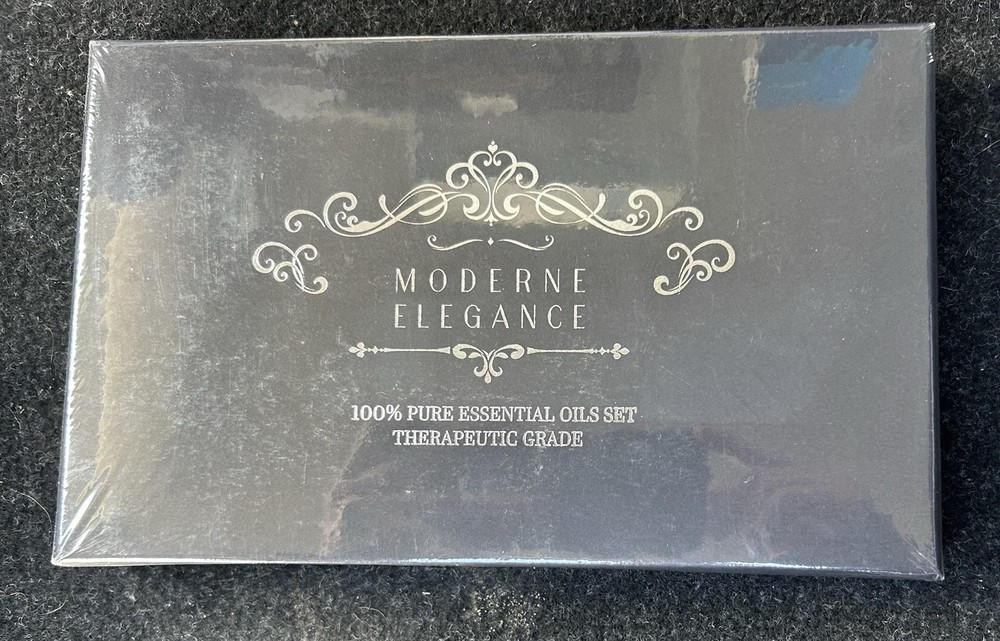 MODERNE
ELEGANCE
100% PURE ESSENTIAL OILS SET
THERAPEUTIC GRADE